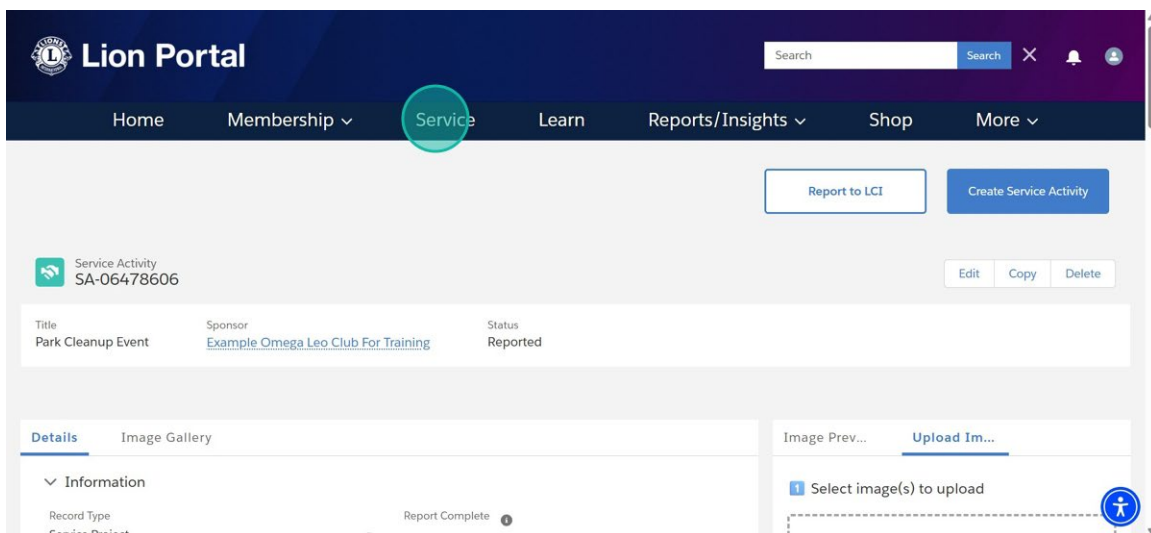 Lion Portal
Search
Search
Home Membership Service Learn Reports/Insights Shop More
Report to LCI Create Service Activity
Service Activity
SA-06478606
Edit Copy Delete
Title Sponsor Status
Park Cleanup Event Example Omega Leo Club For Training Reported
Details Image Gallery Image Prev... Upload Im...
Information
1 Select image(s) to upload
Record Type Report Complete
Service Project